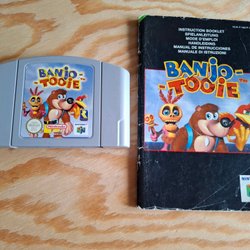 BANJO-
TOOIE
INSTRUCTION BOOKLET
SPIELANLEITUNG
MODE D'EMPLOI
HANDLEIDING
MANUAL DE INSTRUCCIONES
MANUALE DI ISTRUZIONI
BANJO-
TOOIE